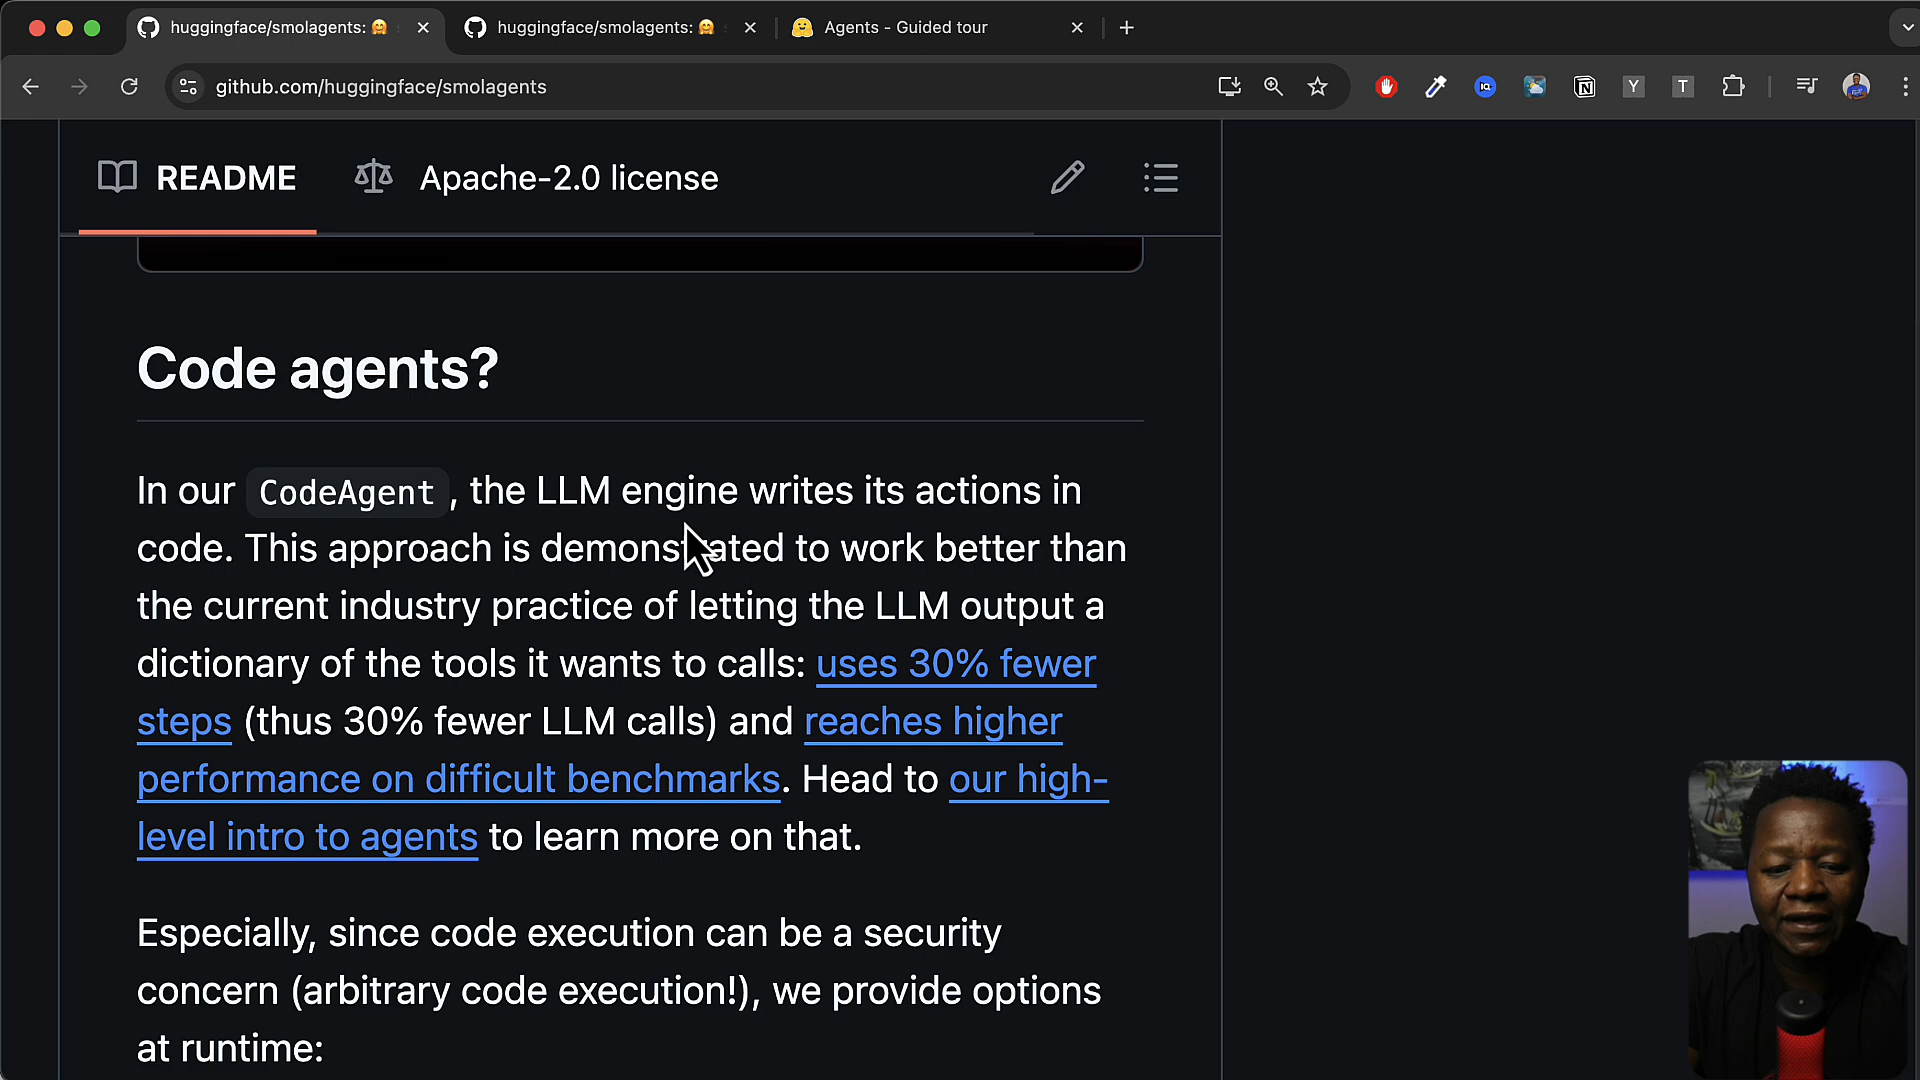 huggingface/smolagents: 🤗
huggingface/smolagents: 🤗
Agents - Guided tour
github.com/huggingface/smolagents
IQ
N
Y
T
README
Apache-2.0 license
Code agents?
In our CodeAgent, the LLM engine writes its actions in
code. This approach is demonstrated to work better than
the current industry practice of letting the LLM output a
dictionary of the tools it wants to calls: uses 30% fewer
steps (thus 30% fewer LLM calls) and reaches higher
performance on difficult benchmarks. Head to our high-
level intro to agents to learn more on that.
Especially, since code execution can be a security
concern (arbitrary code execution!), we provide options
at runtime: